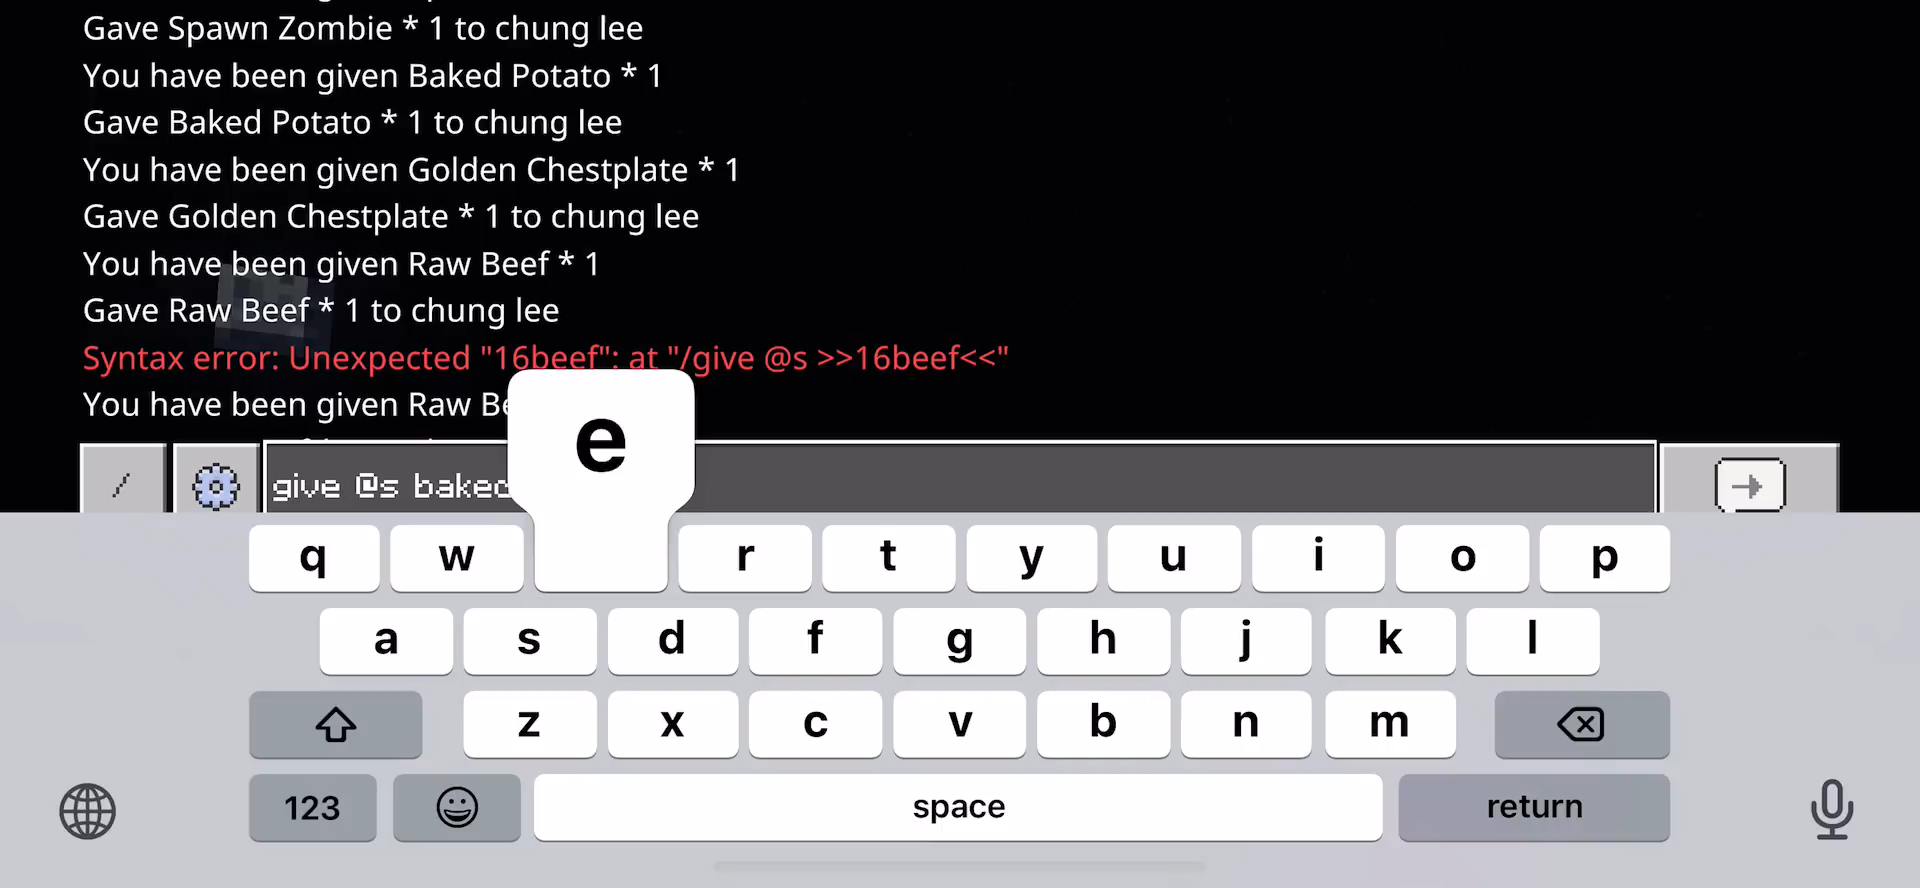 Gave Spawn Zombie * 1 to chung lee
You have been given Baked Potato * 1
Gave Baked Potato * 1 to chung lee
You have been given Golden Chestplate * 1
Gave Golden Chestplate * 1 to chung lee
You have been given Raw Beef * 1
Gave Raw Beef * 1 to chung lee
Syntax error: Unexpected "16beef": at "/give @s >>16beef<<"
You have been given Raw
/
give @s baked
e
q w r t y u i o p
a s d f g h j k l
z x c v b n m
123 space return